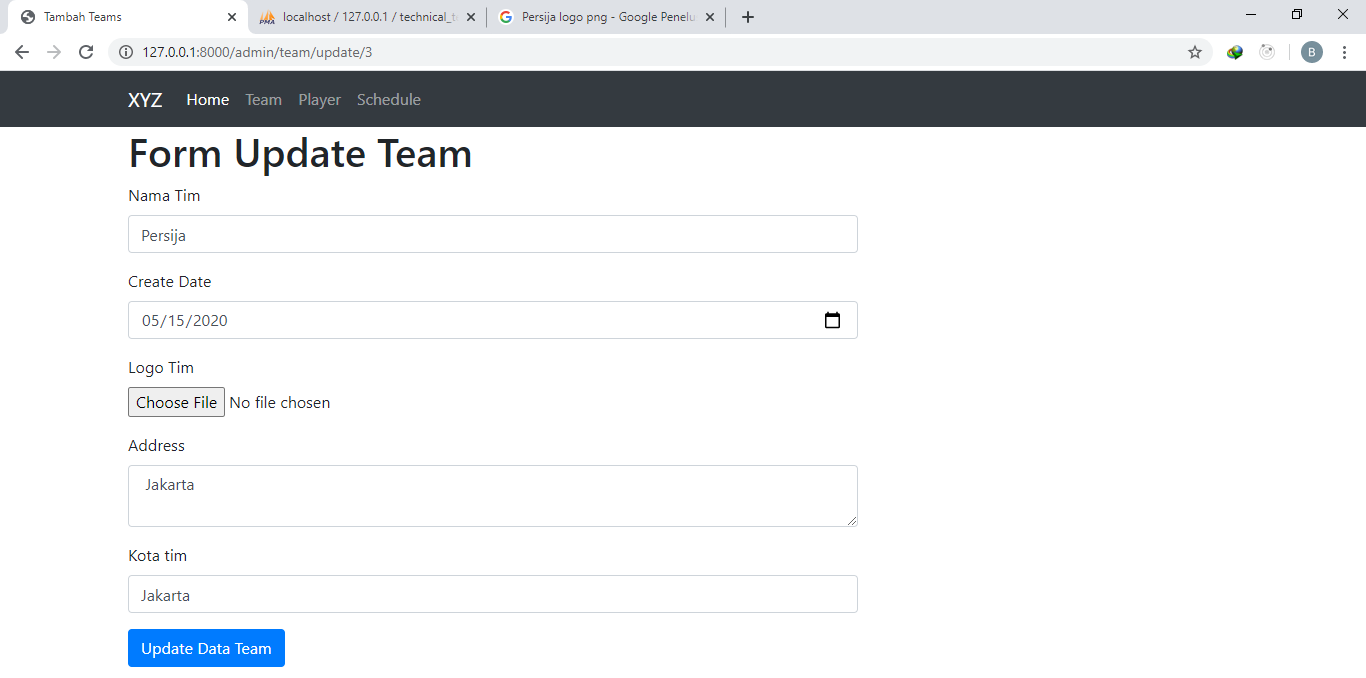 Tambah Teams
localhost / 127.0.0.1 / technical_t
Persija logo png - Google Penelu
127.0.0.1:8000/admin/team/update/3
B
XYZ Home Team Player Schedule
Form Update Team
Nama Tim
Persija
Create Date
05/15/2020
Logo Tim
Choose File No file chosen
Address
Jakarta
Kota tim
Jakarta
Update Data Team